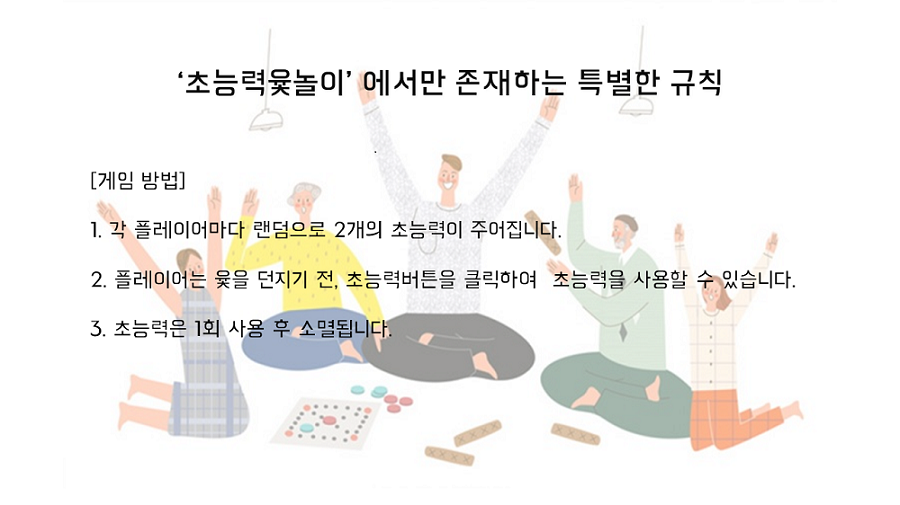 ‘초능력윷놀이’ 에서만 존재하는 특별한 규칙
[게임 방법]
1. 각 플레이어마다 랜덤으로 2개의 초능력이 주어집니다.
2. 플레이어는 윷을 던지기 전, 초능력버튼을 클릭하여  초능력을 사용할 수 있습니다.
3. 초능력은 1회 사용 후 소멸됩니다.